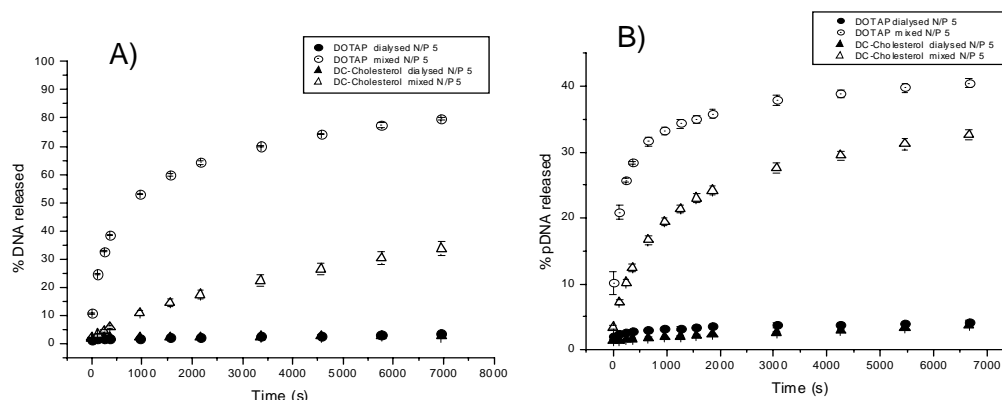 A)
DOTAP dialysed N/P 5
DOTAP mixed N/P 5
DC-Cholesterol dialysed N/P 5
DC-Cholesterol mixed N/P 5
% DNA released
90
80
70
60
50
40
30
20
10
0
0 1000 2000 3000 4000 5000 6000 7000 8000
Time (s)
B)
DOTAP dialysed N/P 5
DOTAP mixed N/P 5
DC-Cholesterol dialysed N/P 5
DC-Cholesterol mixed N/P 5
% pDNA released
40
30
20
10
0
0 1000 2000 3000 4000 5000 6000 7000
Time (s)